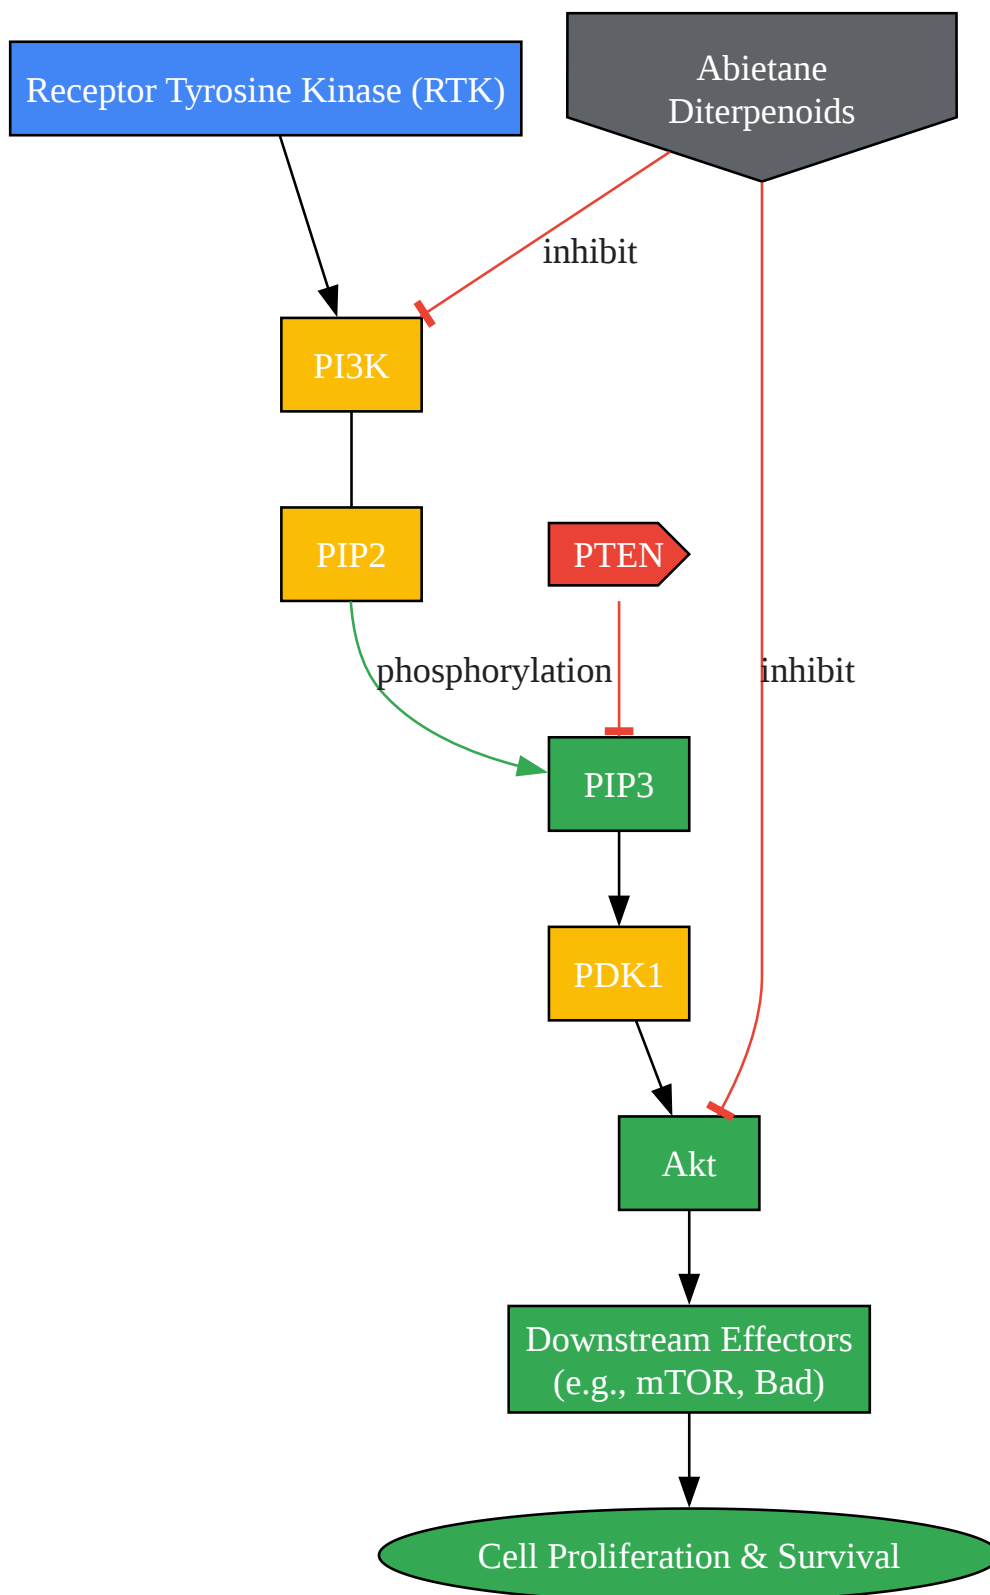 Receptor Tyrosine Kinase (RTK)
Abietane
Diterpenoids
inhibit
PI3K
PIP2
PTEN
phosphorylation
inhibit
PIP3
PDK1
Akt
Downstream Effectors
(e.g., mTOR, Bad)
Cell Proliferation & Survival